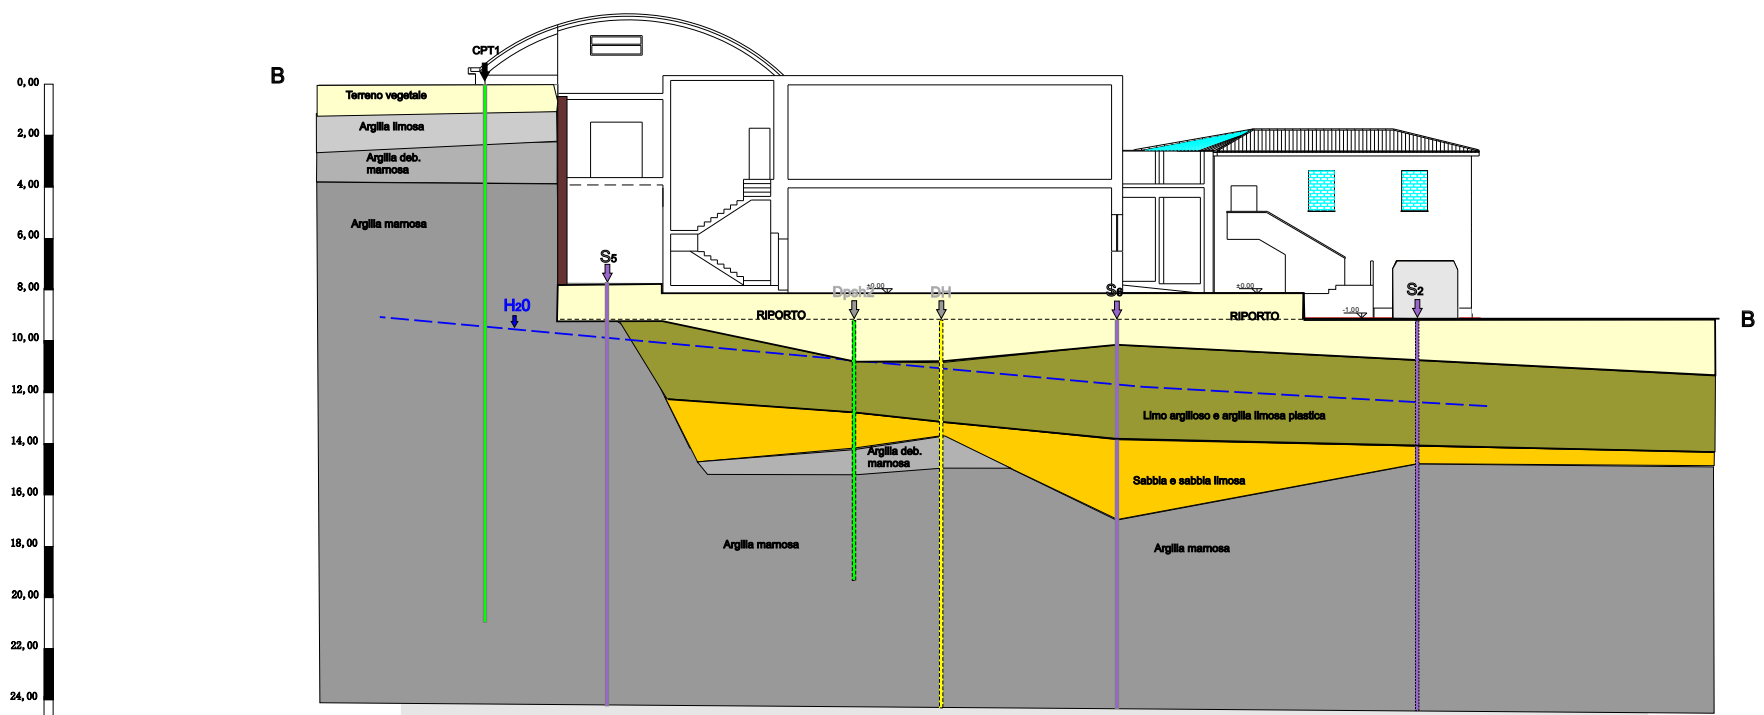 CPT1
B
0,00
Terreno vegetale
Argilla limosa
2,00
Argilla deb.
marnosa
4,00
Argilla marnosa
6,00
S5
8,00
±0.00
±0.00
Dpsh2
DH
S8
S2
H20
-1.00
RIPORTO
RIPORTO
B
10,00
12,00
Limo argilloso e argilla limosa plastica
14,00
Argilla deb.
marnosa
Sabbia e sabbia limosa
16,00
Argilla marnosa
Argilla marnosa
18,00
20,00
22,00
24,00